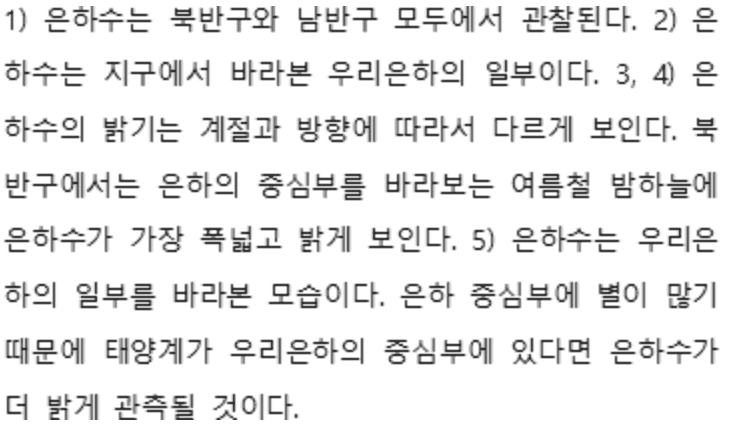 1) 은하수는 북반구와 남반구 모두에서 관찰된다. 2) 은
하수는 지구에서 바라본 우리은하의 일부이다. 3, 4) 은
하수의 밝기는 계절과 방향에 따라서 다르게 보인다. 북
반구에서는 은하의 중심부를 바라보는 여름철 밤하늘에
은하수가 가장 폭넓고 밝게 보인다. 5) 은하수는 우리은
하의 일부를 바라본 모습이다. 은하 중심부에 별이 많기
때문에 태양계가 우리은하의 중심부에 있다면 은하수가
더 밝게 관측될 것이다.